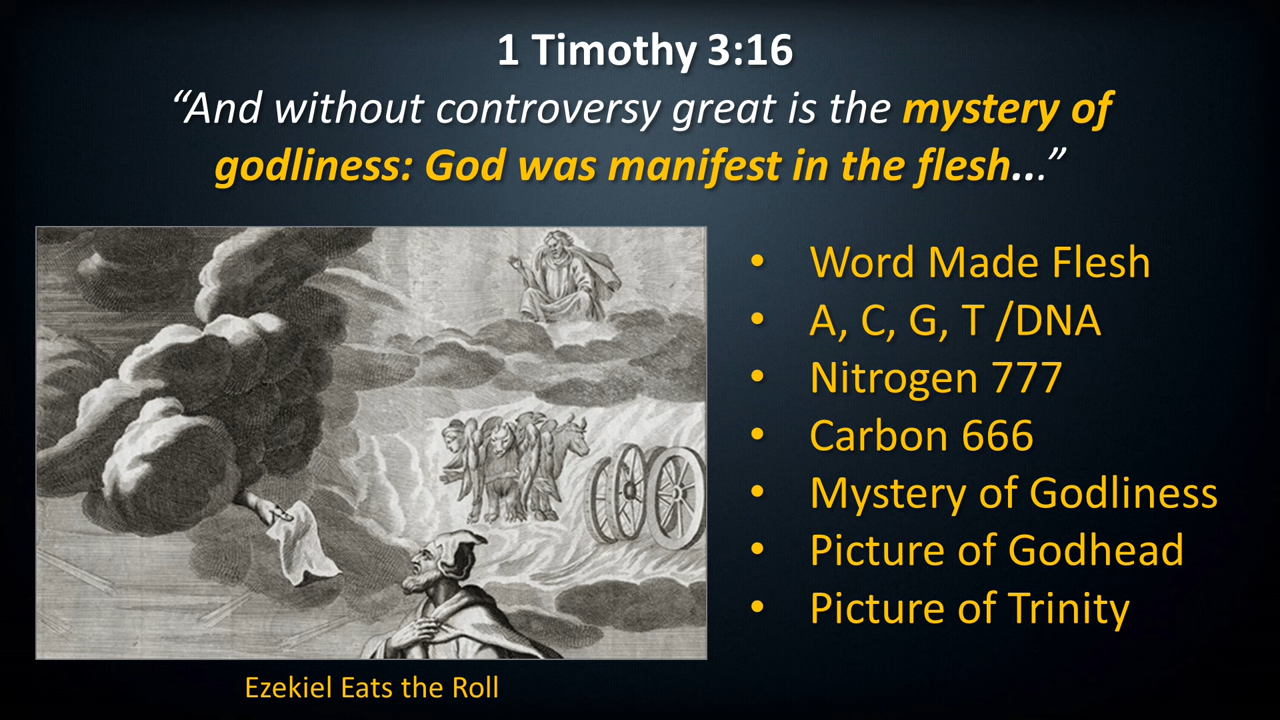 1 Timothy 3:16
“And without controversy great is the mystery of
godliness: God was manifest in the flesh...”
• Word Made Flesh
• A, C, G, T /DNA
• Nitrogen 777
• Carbon 666
• Mystery of Godliness
• Picture of Godhead
• Picture of Trinity
Ezekiel Eats the Roll